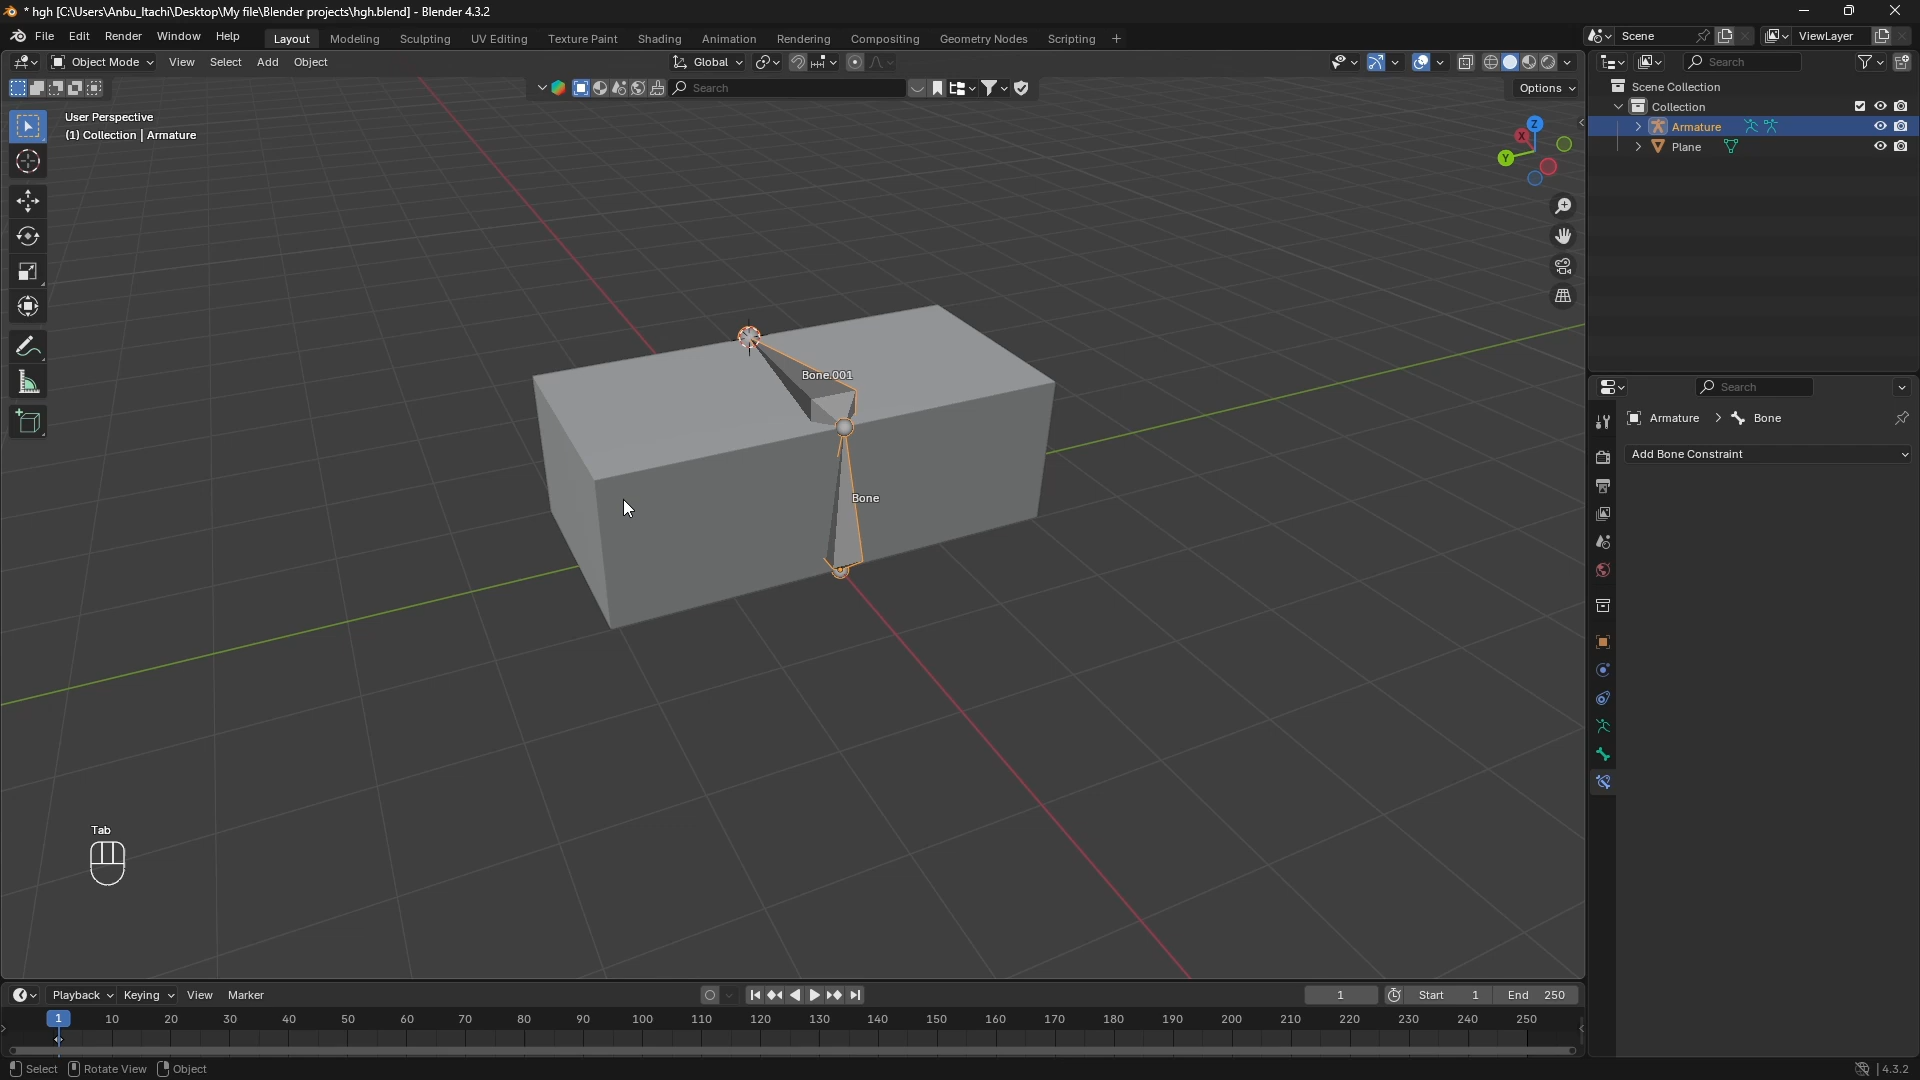 * hgh [C:\Users\Anbu_Itachi\Desktop\My file\Blender projects\hgh.blend] - Blender 4.3.2
File Edit Render Window Help Layout Modeling Sculpting UV Editing Texture Paint Shading Animation Rendering Compositing Geometry Nodes Scripting + Scene ViewLayer
Object Mode View Select Add Object Global Search
Search Options
Scene Collection
Collection
Armature
Plane
User Perspective
(1) Collection | Armature
Z
X
Y
Bone.001
Bone
Search
Armature > Bone
Add Bone Constraint
Tab
Playback Keying View Marker 1 Start 1 End 250
1 10 20 30 40 50 60 70 80 90 100 110 120 130 140 150 160 170 180 190 200 210 220 230 240 250
Select Rotate View Object 4.3.2